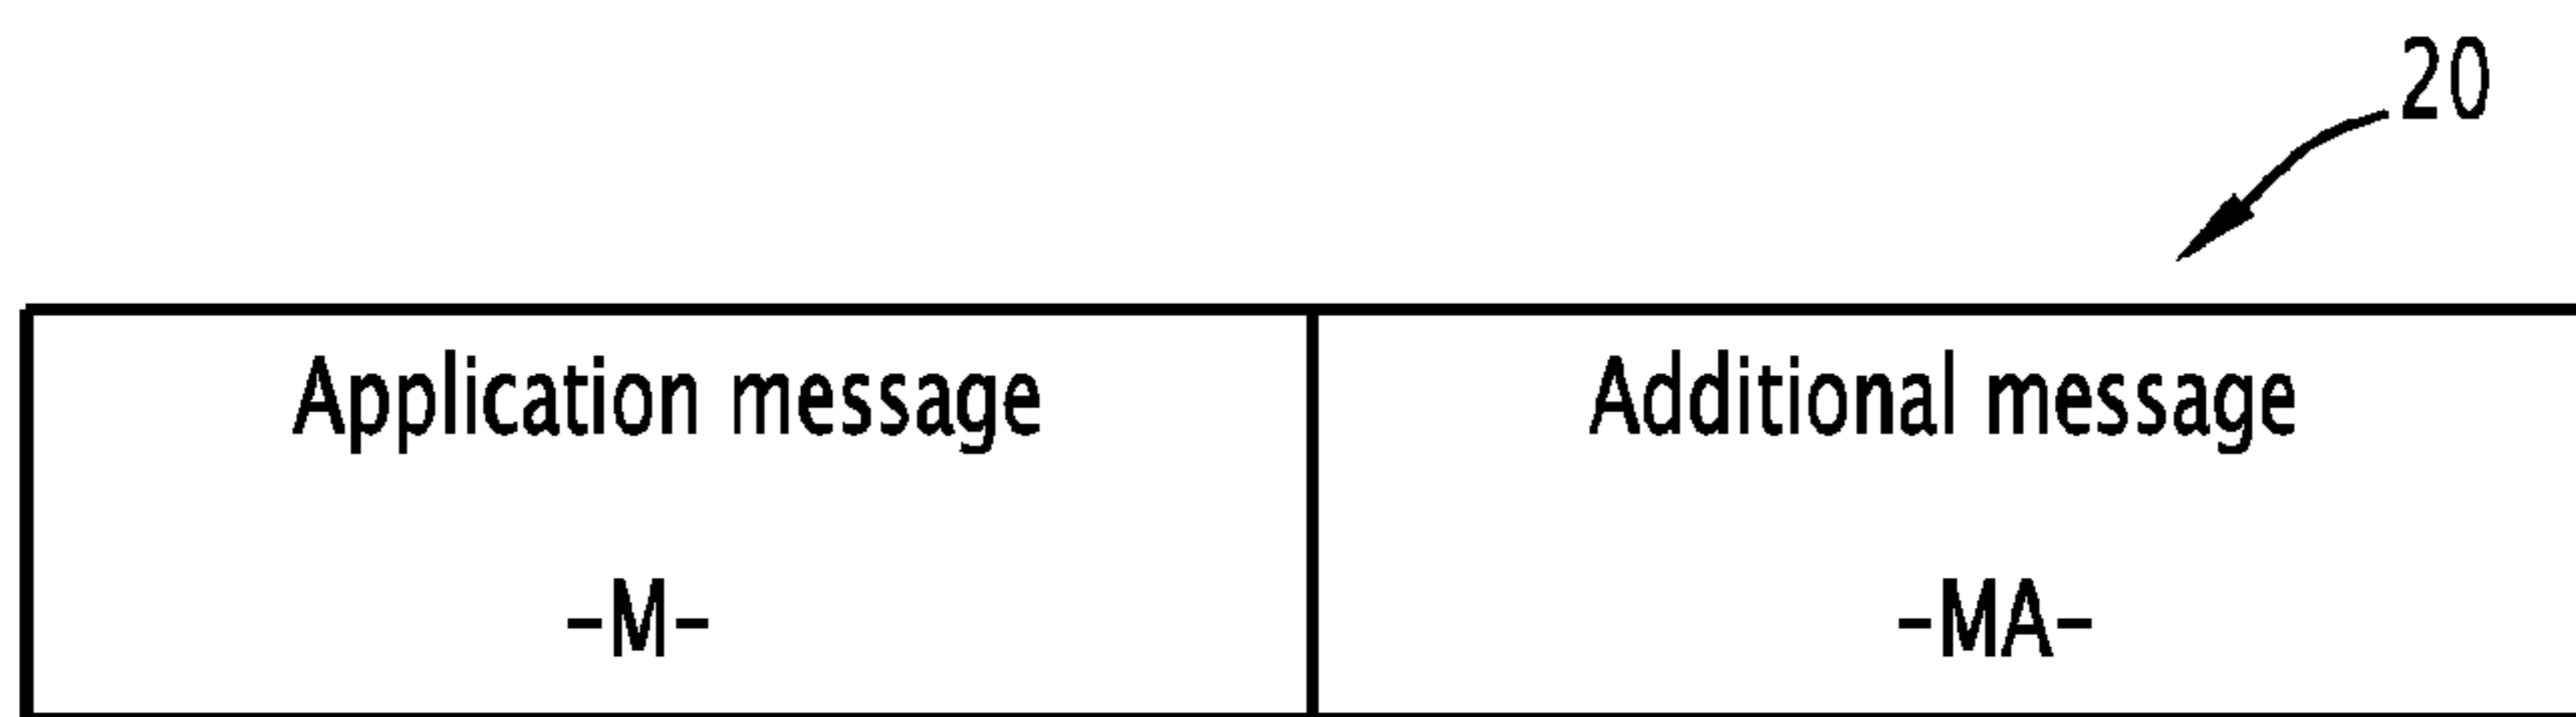 20
Application message
Additional message
-M-
-MA-